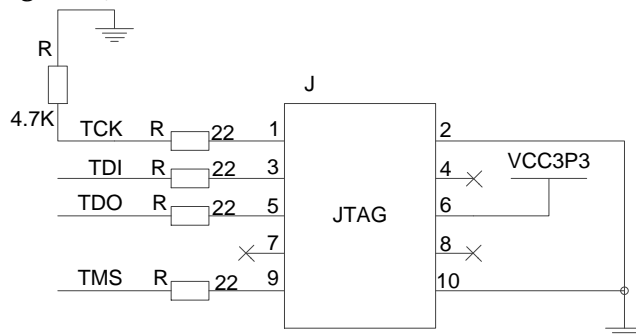 R
4.7K
J
TCK R 22 1
2
TDI R 22 3
4
VCC3P3
TDO R 22 5
JTAG
6
7
8
TMS R 22 9
10